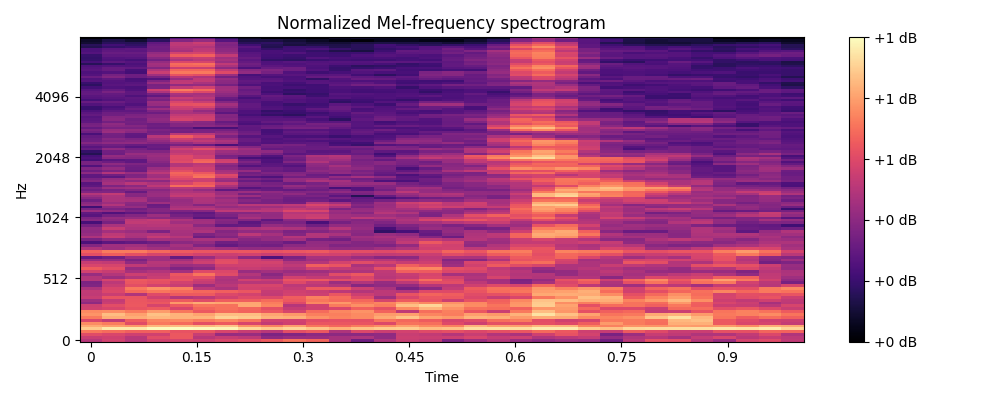 Normalized Mel-frequency spectrogram
Hz
4096
2048
1024
512
0
0 0.15 0.3 0.45 0.6 0.75 0.9
Time
+1 dB
+1 dB
+1 dB
+0 dB
+0 dB
+0 dB